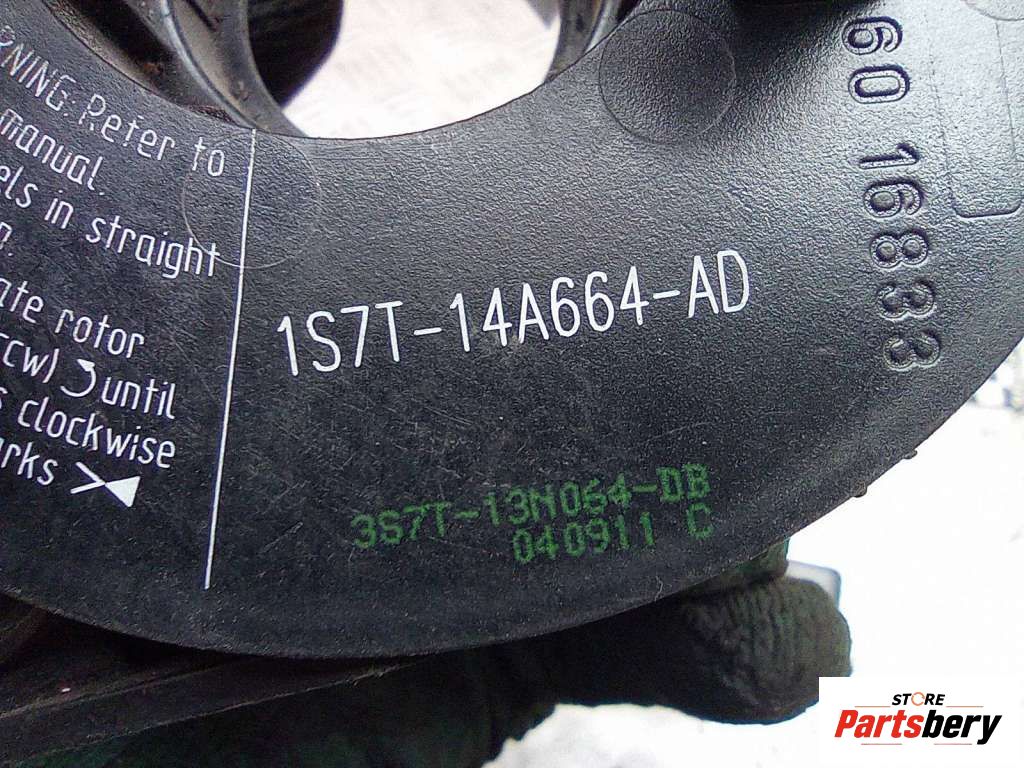 RNING: Refer to
manual.
els in straight
ate rotor
(ccw) until
clockwise
arks
1S7T-14A664-AD
3S7T-13N064-DB
040911 C
60 16833
STORE
Partsbery